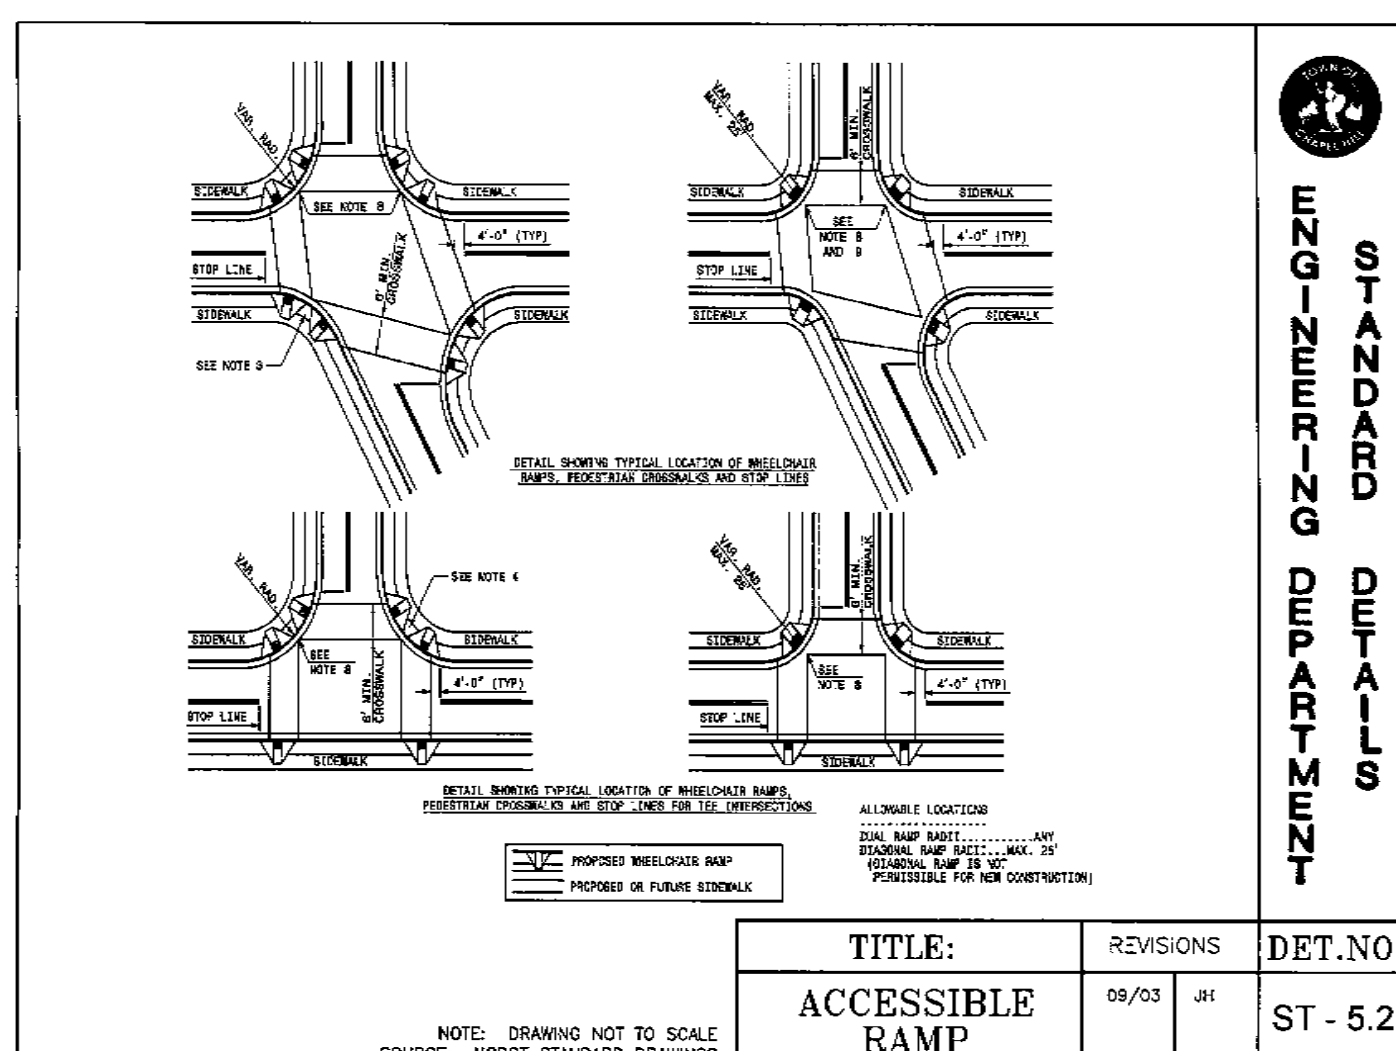 VAR. RAD.
SIDEWALK
SIDEWALK
SEE NOTE 8
4'-0" (TYP)
6' MIN.
CROSSWALK
STOP LINE
SIDEWALK
SIDEWALK
SEE NOTE 9
VAR. RAD.
MAX. 25'
6' MIN.
CROSSWALK
SIDEWALK
SIDEWALK
SEE
NOTE 8
AND 9
4'-0" (TYP)
STOP LINE
SIDEWALK
SIDEWALK
DETAIL SHOWING TYPICAL LOCATION OF WHEELCHAIR
RAMPS, PEDESTRIAN CROSSWALKS AND STOP LINES
VAR. RAD.
SEE NOTE
SIDEWALK
SIDEWALK
SEE
NOTE 8
6' MIN.
CROSSWALK
4'-0" (TYP)
STOP LINE
SIDEWALK
VAR. RAD.
MAX. 25'
6' MIN.
CROSSWALK
SIDEWALK
SIDEWALK
SEE
NOTE 8
4'-0" (TYP)
STOP LINE
SIDEWALK
DETAIL SHOWING TYPICAL LOCATION OF WHEELCHAIR RAMPS,
PEDESTRIAN CROSSWALKS AND STOP LINES FOR TEE INTERSECTIONS
ALLOWABLE LOCATIONS
DUAL RAMP RADII............ANY
DIAGONAL RAMP RADII...MAX. 25'
(DIAGONAL RAMP IS NOT
PERMISSIBLE FOR NEW CONSTRUCTION)
PROPOSED WHEELCHAIR RAMP
PROPOSED OR FUTURE SIDEWALK
TOWN OF
CHAPEL HILL
STANDARD DETAILS
ENGINEERING DEPARTMENT
TITLE:
REVISIONS
DET.NO
ACCESSIBLE
RAMP
09/03
JH
ST - 5.2
NOTE: DRAWING NOT TO SCALE